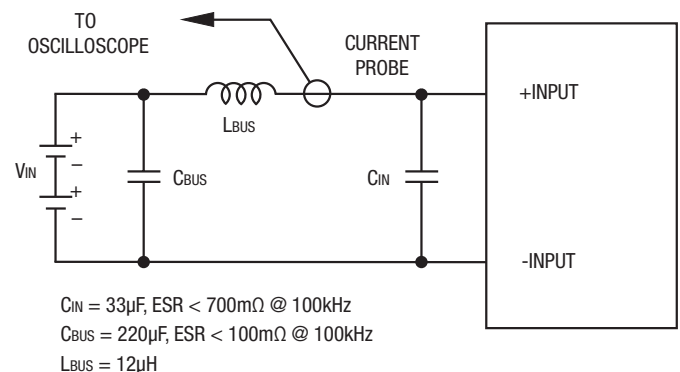 TO
OSCILLOSCOPE
CURRENT
PROBE
+INPUT
LBUS
VIN
+
−
+
−
CBUS
CIN
-INPUT
CIN = 33µF, ESR < 700mΩ @ 100kHz
CBUS = 220µF, ESR < 100mΩ @ 100kHz
LBUS = 12µH